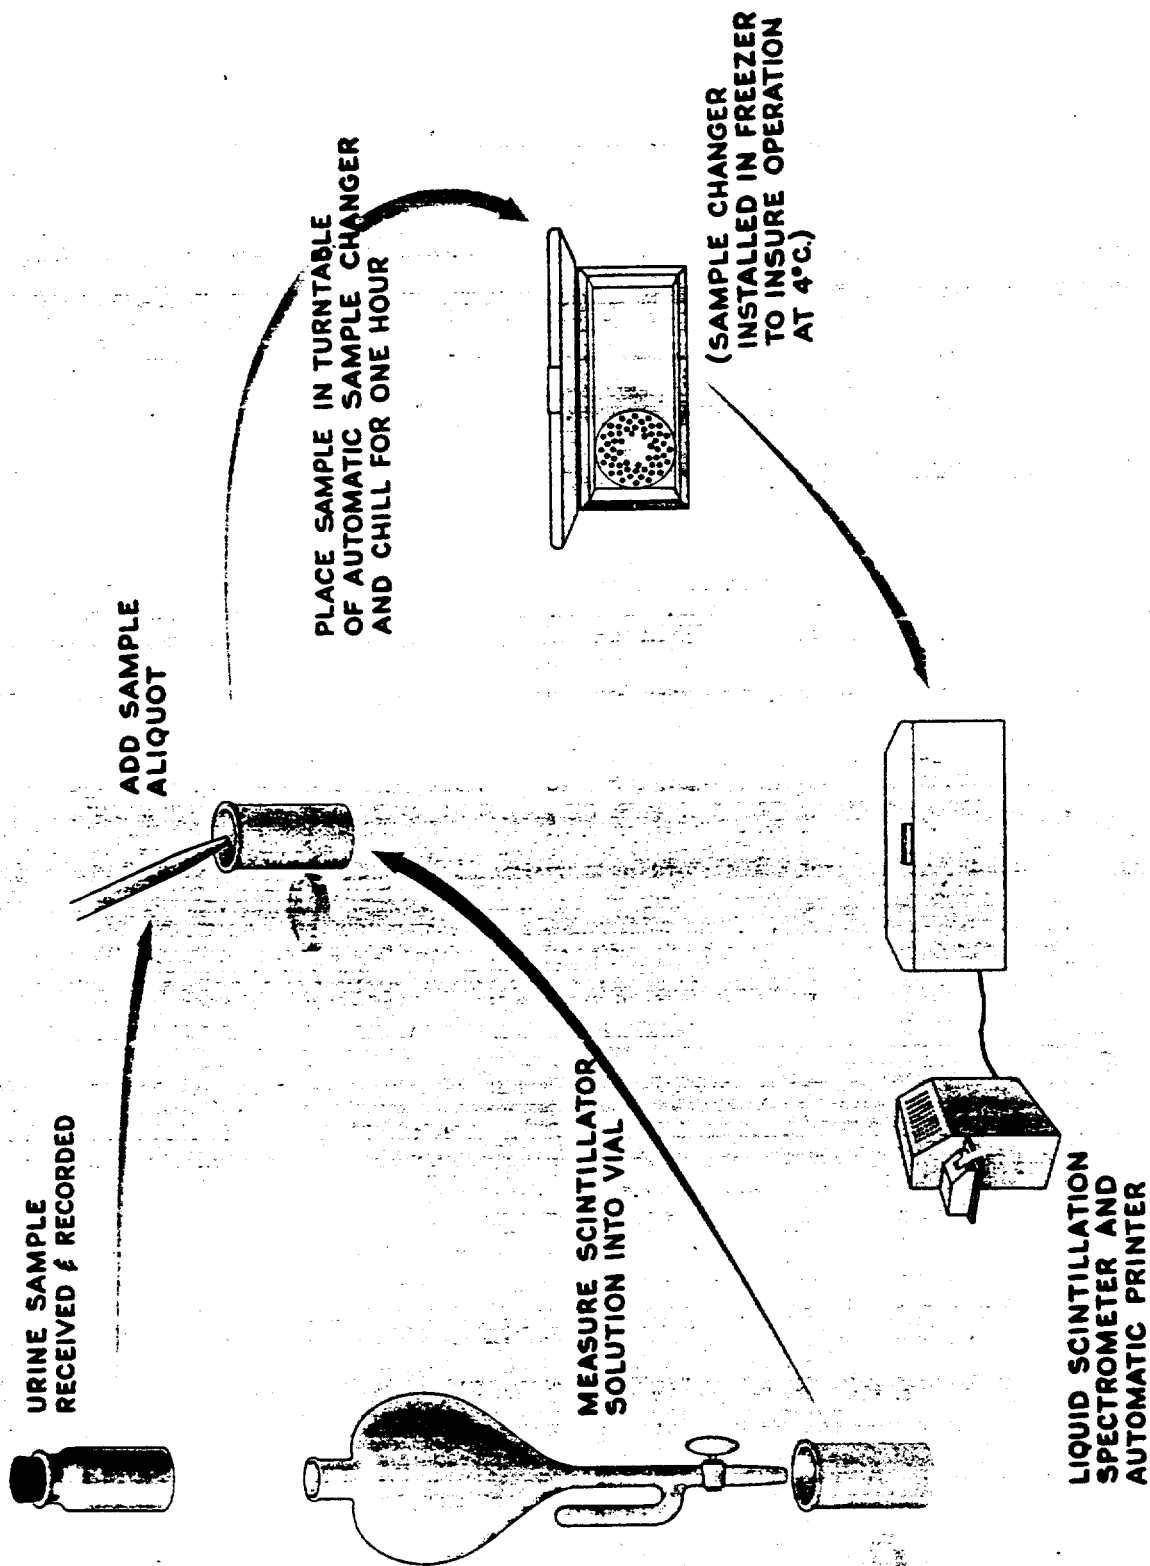 URINE SAMPLE
RECEIVED & RECORDED
ADD SAMPLE
ALIQUOT
MEASURE SCINTILLATOR
SOLUTION INTO VIAL
PLACE SAMPLE IN TURNTABLE
OF AUTOMATIC SAMPLE CHANGER
AND CHILL FOR ONE HOUR
(SAMPLE CHANGER
INSTALLED IN FREEZER
TO INSURE OPERATION
AT 4°C.)
LIQUID SCINTILLATION
SPECTROMETER AND
AUTOMATIC PRINTER